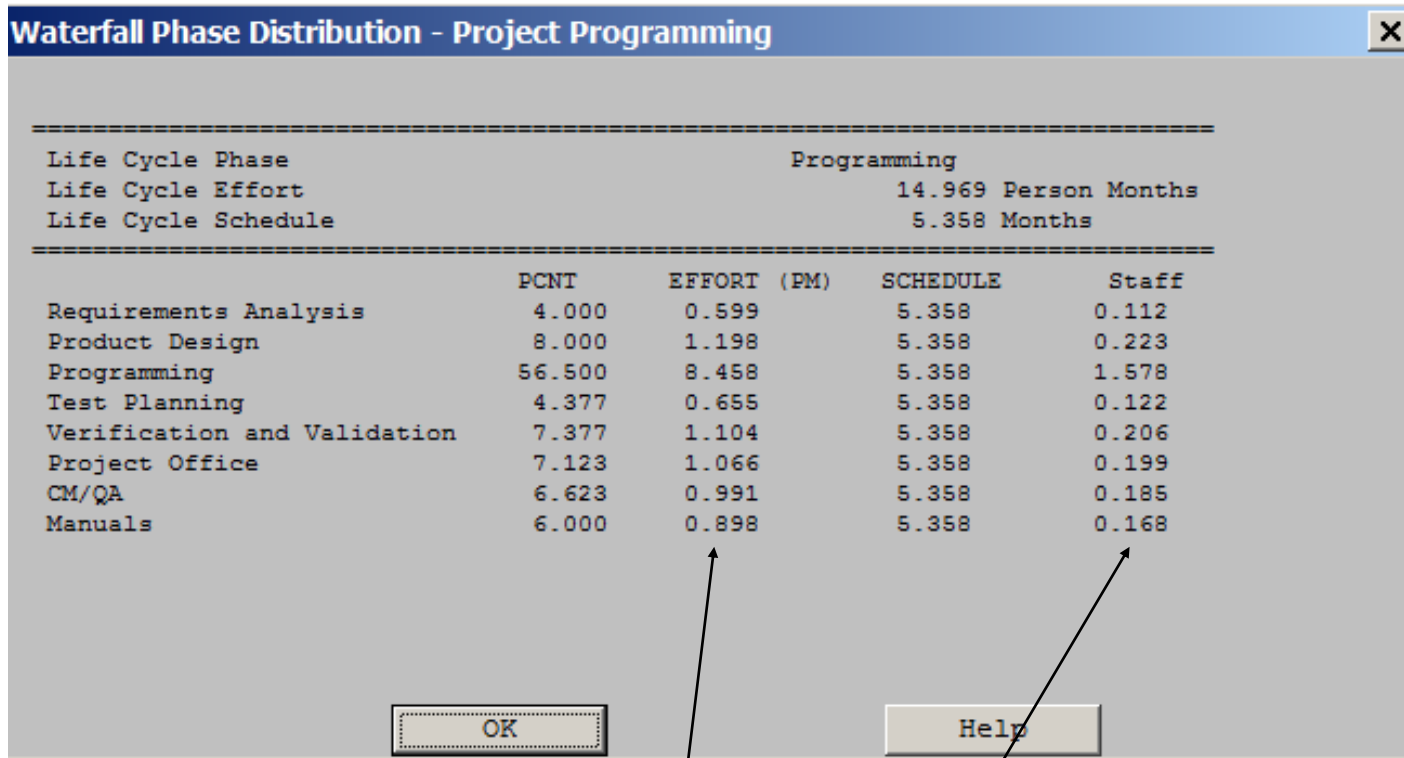 Waterfall Phase Distribution - Project Programming
Life Cycle Phase Programming
Life Cycle Effort 14.969 Person Months
Life Cycle Schedule 5.358 Months
PCNT EFFORT (PM) SCHEDULE Staff
Requirements Analysis 4.000 0.599 5.358 0.112
Product Design 8.000 1.198 5.358 0.223
Programming 56.500 8.458 5.358 1.578
Test Planning 4.377 0.655 5.358 0.122
Verification and Validation 7.377 1.104 5.358 0.206
Project Office 7.123 1.066 5.358 0.199
CM/QA 6.623 0.991 5.358 0.185
Manuals 6.000 0.898 5.358 0.168
OK Help